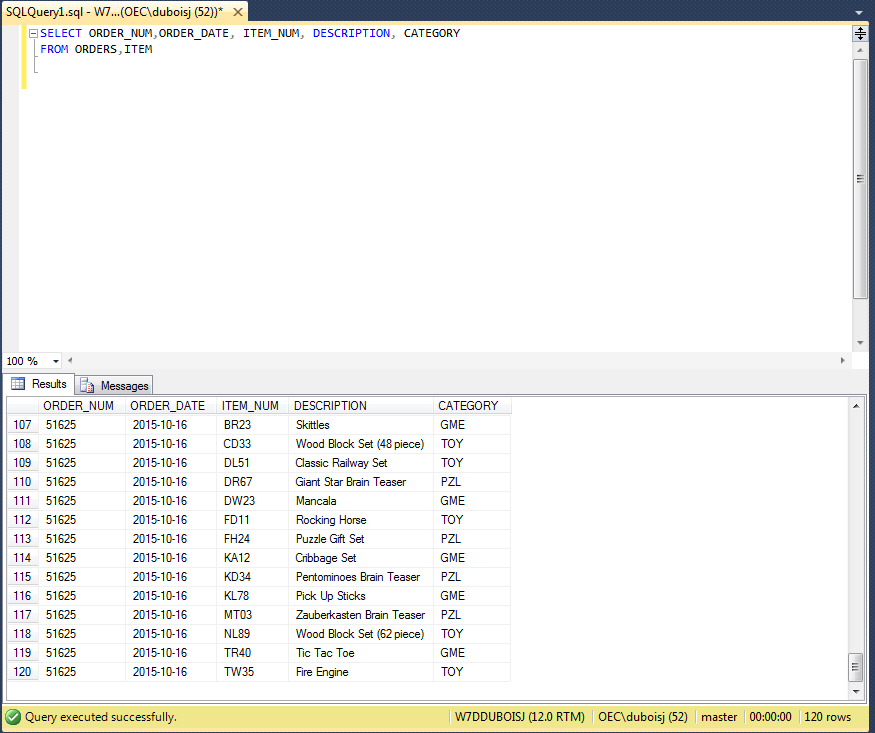 SQLQuery1.sql - W7...(OEC\duboisj (52))*
SELECT ORDER_NUM,ORDER_DATE, ITEM_NUM, DESCRIPTION, CATEGORY
FROM ORDERS,ITEM
100 %
Results Messages
ORDER_NUM ORDER_DATE ITEM_NUM DESCRIPTION CATEGORY
107 51625 2015-10-16 BR23 Skittles GME
108 51625 2015-10-16 CD33 Wood Block Set (48 piece) TOY
109 51625 2015-10-16 DL51 Classic Railway Set TOY
110 51625 2015-10-16 DR67 Giant Star Brain Teaser PZL
111 51625 2015-10-16 DW23 Mancala GME
112 51625 2015-10-16 FD11 Rocking Horse TOY
113 51625 2015-10-16 FH24 Puzzle Gift Set PZL
114 51625 2015-10-16 KA12 Cribbage Set GME
115 51625 2015-10-16 KD34 Pentominoes Brain Teaser PZL
116 51625 2015-10-16 KL78 Pick Up Sticks GME
117 51625 2015-10-16 MT03 Zauberkasten Brain Teaser PZL
118 51625 2015-10-16 NL89 Wood Block Set (62 piece) TOY
119 51625 2015-10-16 TR40 Tic Tac Toe GME
120 51625 2015-10-16 TW35 Fire Engine TOY
Query executed successfully. W7DDUBOISJ (12.0 RTM) OEC\duboisj (52) master 00:00:00 120 rows